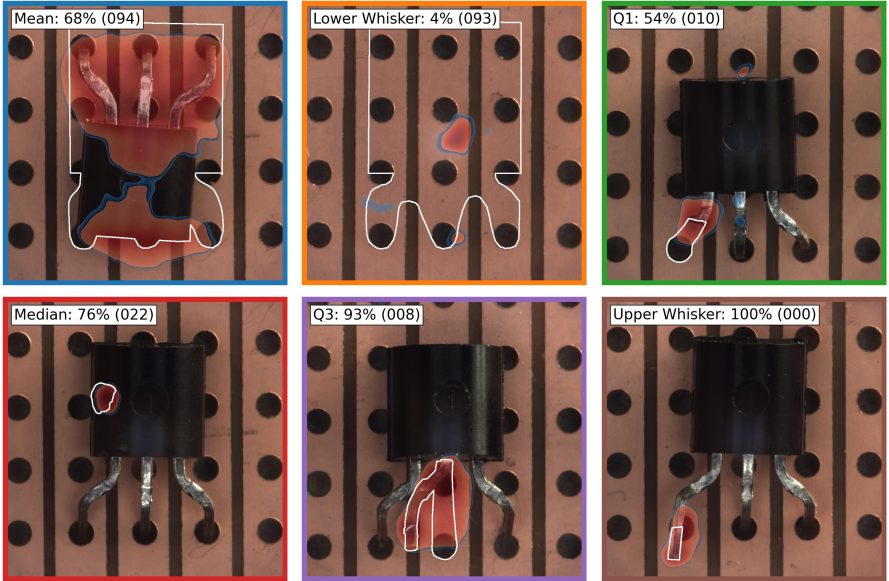 Mean: 68% (094)
Lower Whisker: 4% (093)
Q1: 54% (010)
Median: 76% (022)
Q3: 93% (008)
Upper Whisker: 100% (000)